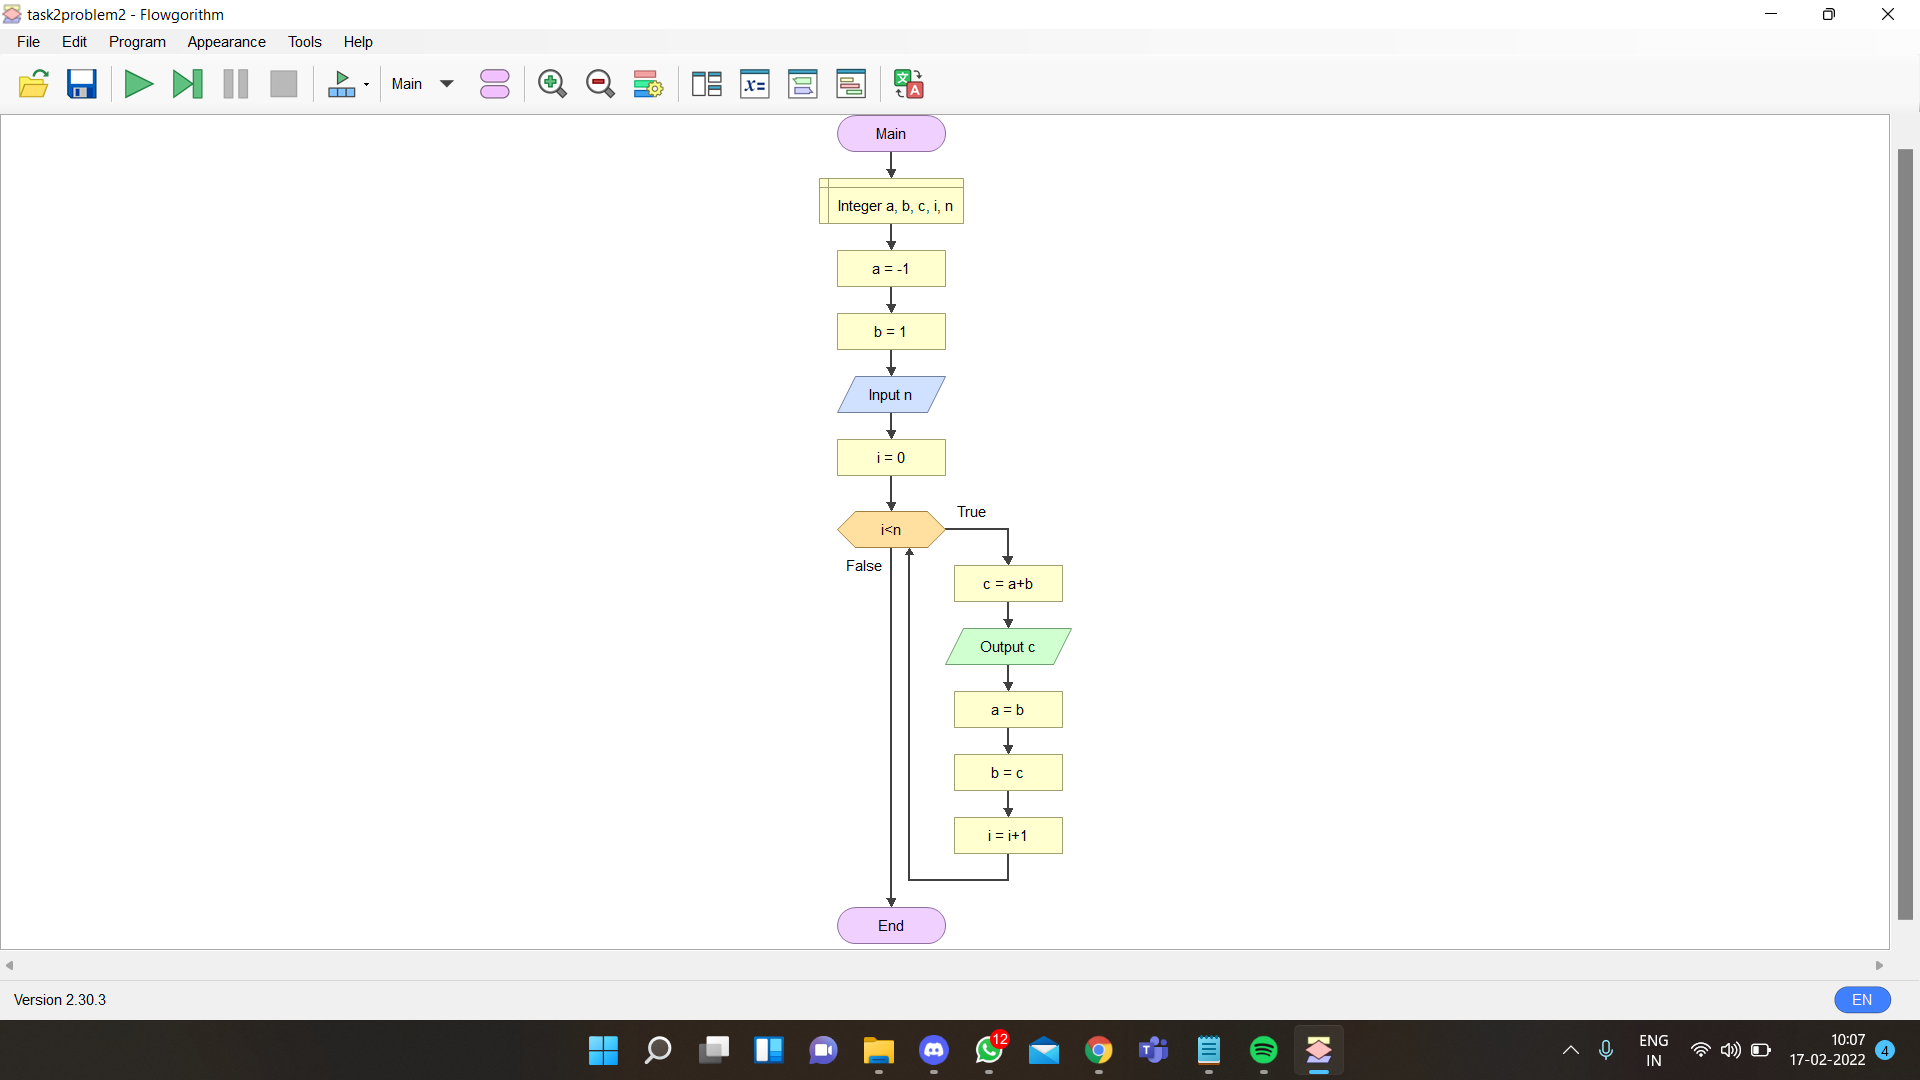 task2problem2 - Flowgorithm
File Edit Program Appearance Tools Help
Main
x=
文
A
Main
Integer a, b, c, i, n
a = -1
b = 1
Input n
i = 0
i<n
True
False
c = a+b
Output c
a = b
b = c
i = i+1
End
Version 2.30.3
EN
12
ENG
IN
10:07
17-02-2022
4